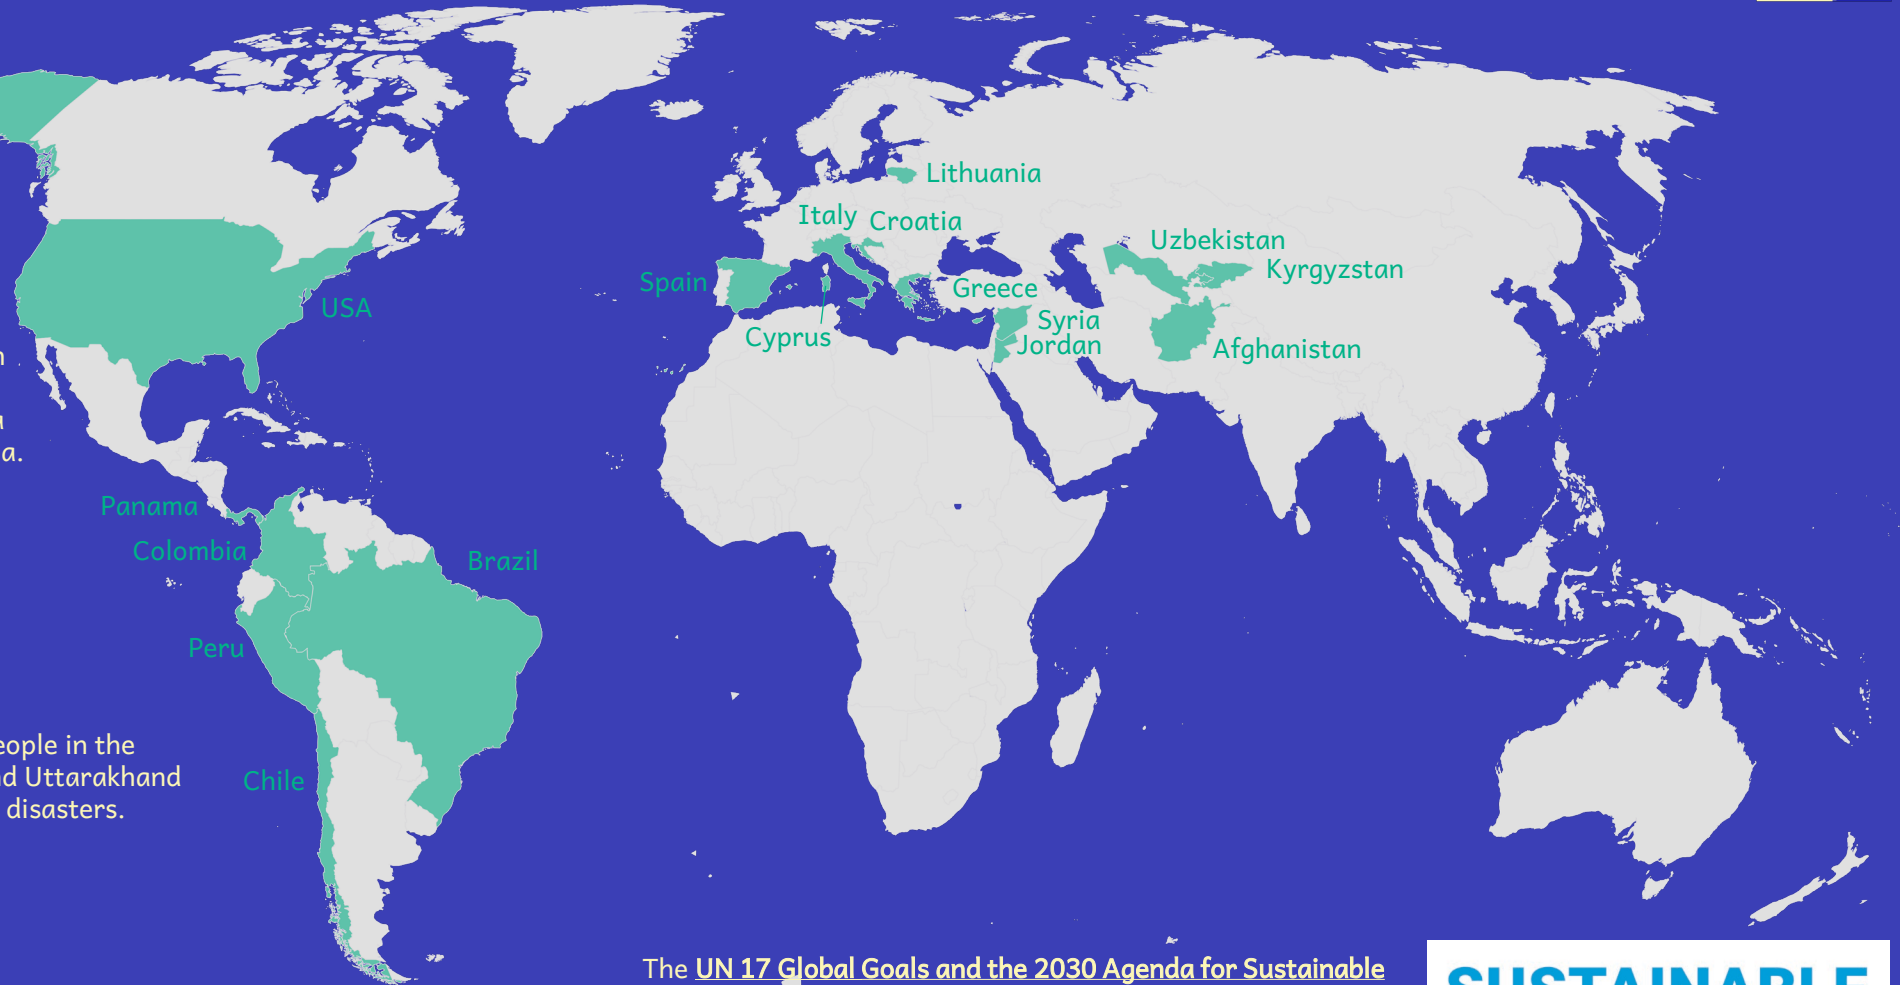 Lithuania
Italy
Croatia
Uzbekistan
Kyrgyzstan
Spain
Greece
USA
Syria
Cyprus
Jordan
Afghanistan
a.
Panama
Colombia
Brazil
Peru
eople in the
d Uttarakhand
Chile
disasters.
The UN 17 Global Goals and the 2030 Agenda for Sustainable
SUSTAINABLE